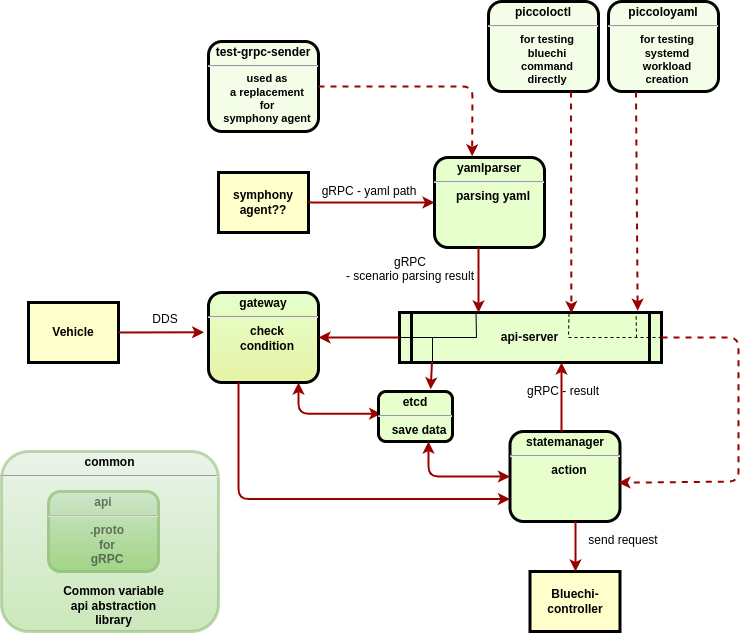 piccoloctl
for testing
bluechi
command
directly
piccoloyaml
for testing
systemd
workload
creation
test-grpc-sender
used as
a replacement
for
symphony agent
symphony
agent??
gRPC - yaml path
yamlparser
parsing yaml
gRPC
- scenario parsing result
Vehicle
DDS
gateway
check
condition
api-server
etcd
save data
gRPC - result
statemanager
action
common
api
.proto
for
gRPC
Common variable
api abstraction
library
send request
Bluechi-
controller